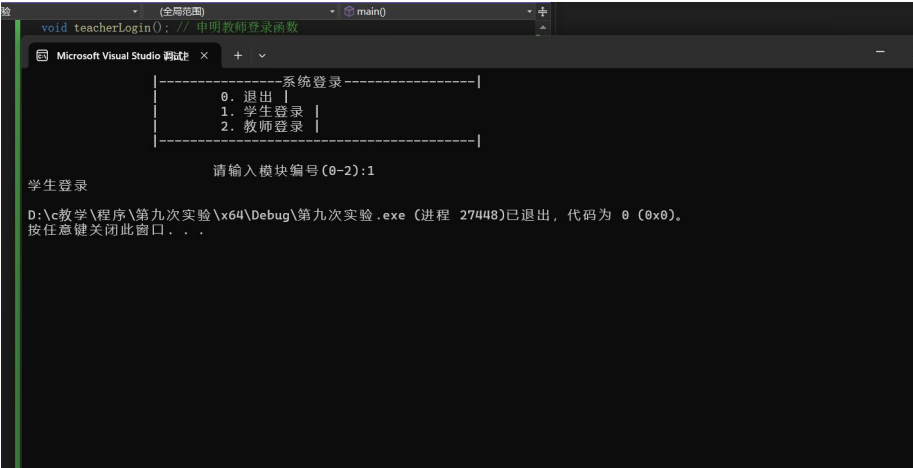 验 (全局范围) main()
void teacherLogin(); // 申明教师登录函数
Microsoft Visual Studio 调试
|----------------系统登录-----------------|
| 0. 退出 |
| 1. 学生登录 |
| 2. 教师登录 |
|-----------------------------------------|
请输入模块编号(0-2):1
学生登录
D:\c教学\程序\第九次实验\x64\Debug\第九次实验.exe (进程 27448)已退出，代码为 0 (0x0)。
按任意键关闭此窗口. . .